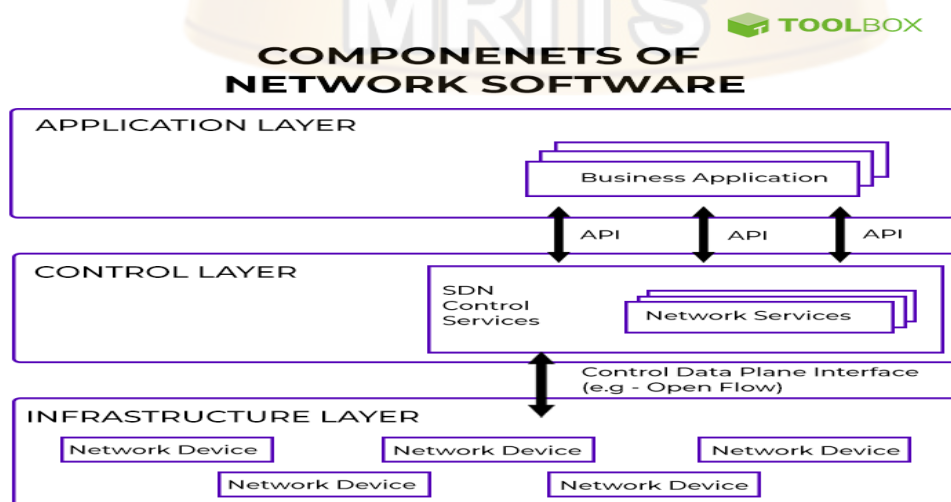 MRITS
TOOLBOX
COMPONENETS OF
NETWORK SOFTWARE
APPLICATION LAYER
Business Application
API API API
CONTROL LAYER
SDN
Control
Services
Network Services
Control Data Plane Interface
(e.g - Open Flow)
INFRASTRUCTURE LAYER
Network Device Network Device Network Device
Network Device Network Device